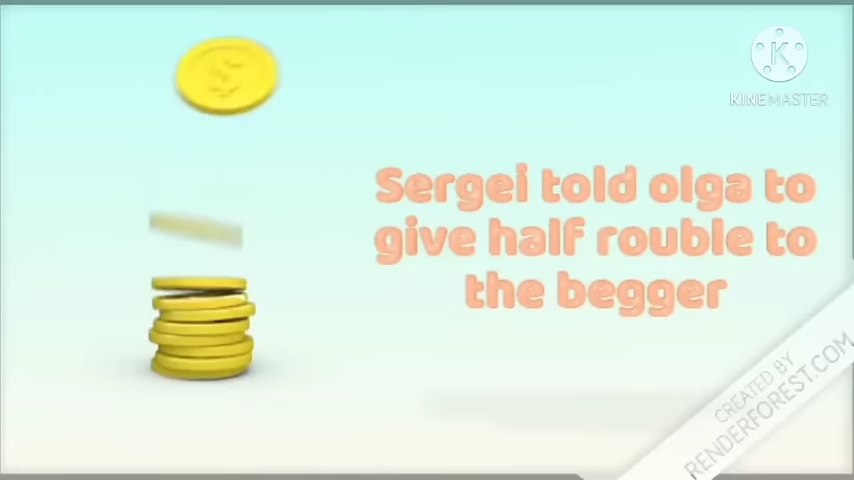 K
KINEMASTER
Sergei told olga to
give half rouble to
the begger
CREATED BY
RENDERFOREST.COM